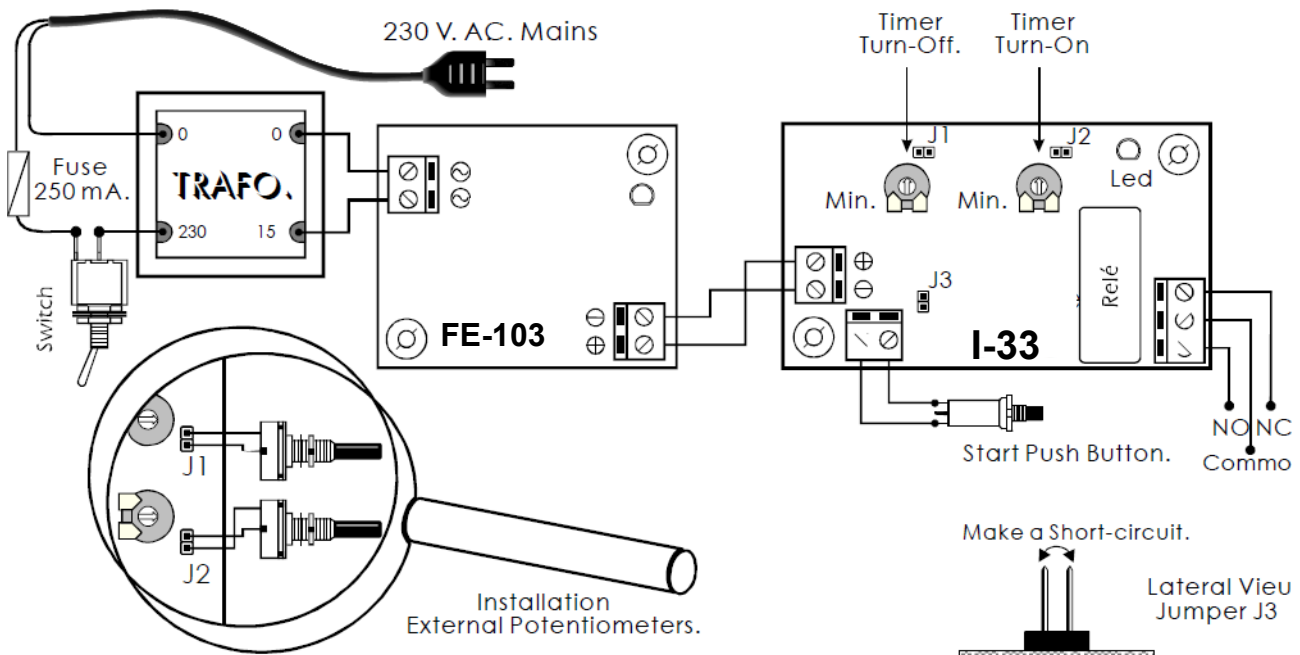 230 V. AC. Mains
Timer
Turn-Off.
Timer
Turn-On
0
0
TRAFO.
230
15
Fuse
250 mA.
Switch
FE-103
J1
J2
Led
Min.
Min.
J3
Relé
I-33
Start Push Button.
NO NC
Commo
J1
J2
Installation
External Potentiometers.
Make a Short-circuit.
Lateral Vieu
Jumper J3